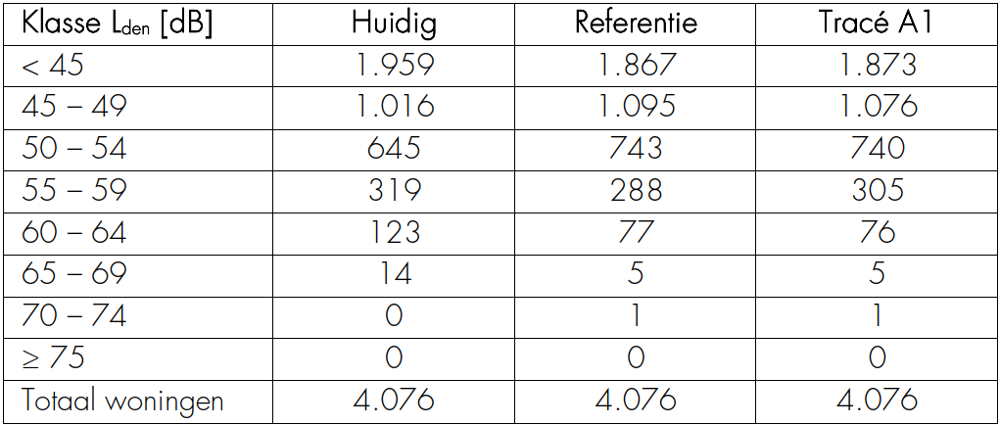 Klasse Lden [dB] Huidig Referentie Tracé A1
< 45 1.959 1.867 1.873
45 – 49 1.016 1.095 1.076
50 – 54 645 743 740
55 – 59 319 288 305
60 – 64 123 77 76
65 – 69 14 5 5
70 – 74 0 1 1
≥ 75 0 0 0
Totaal woningen 4.076 4.076 4.076